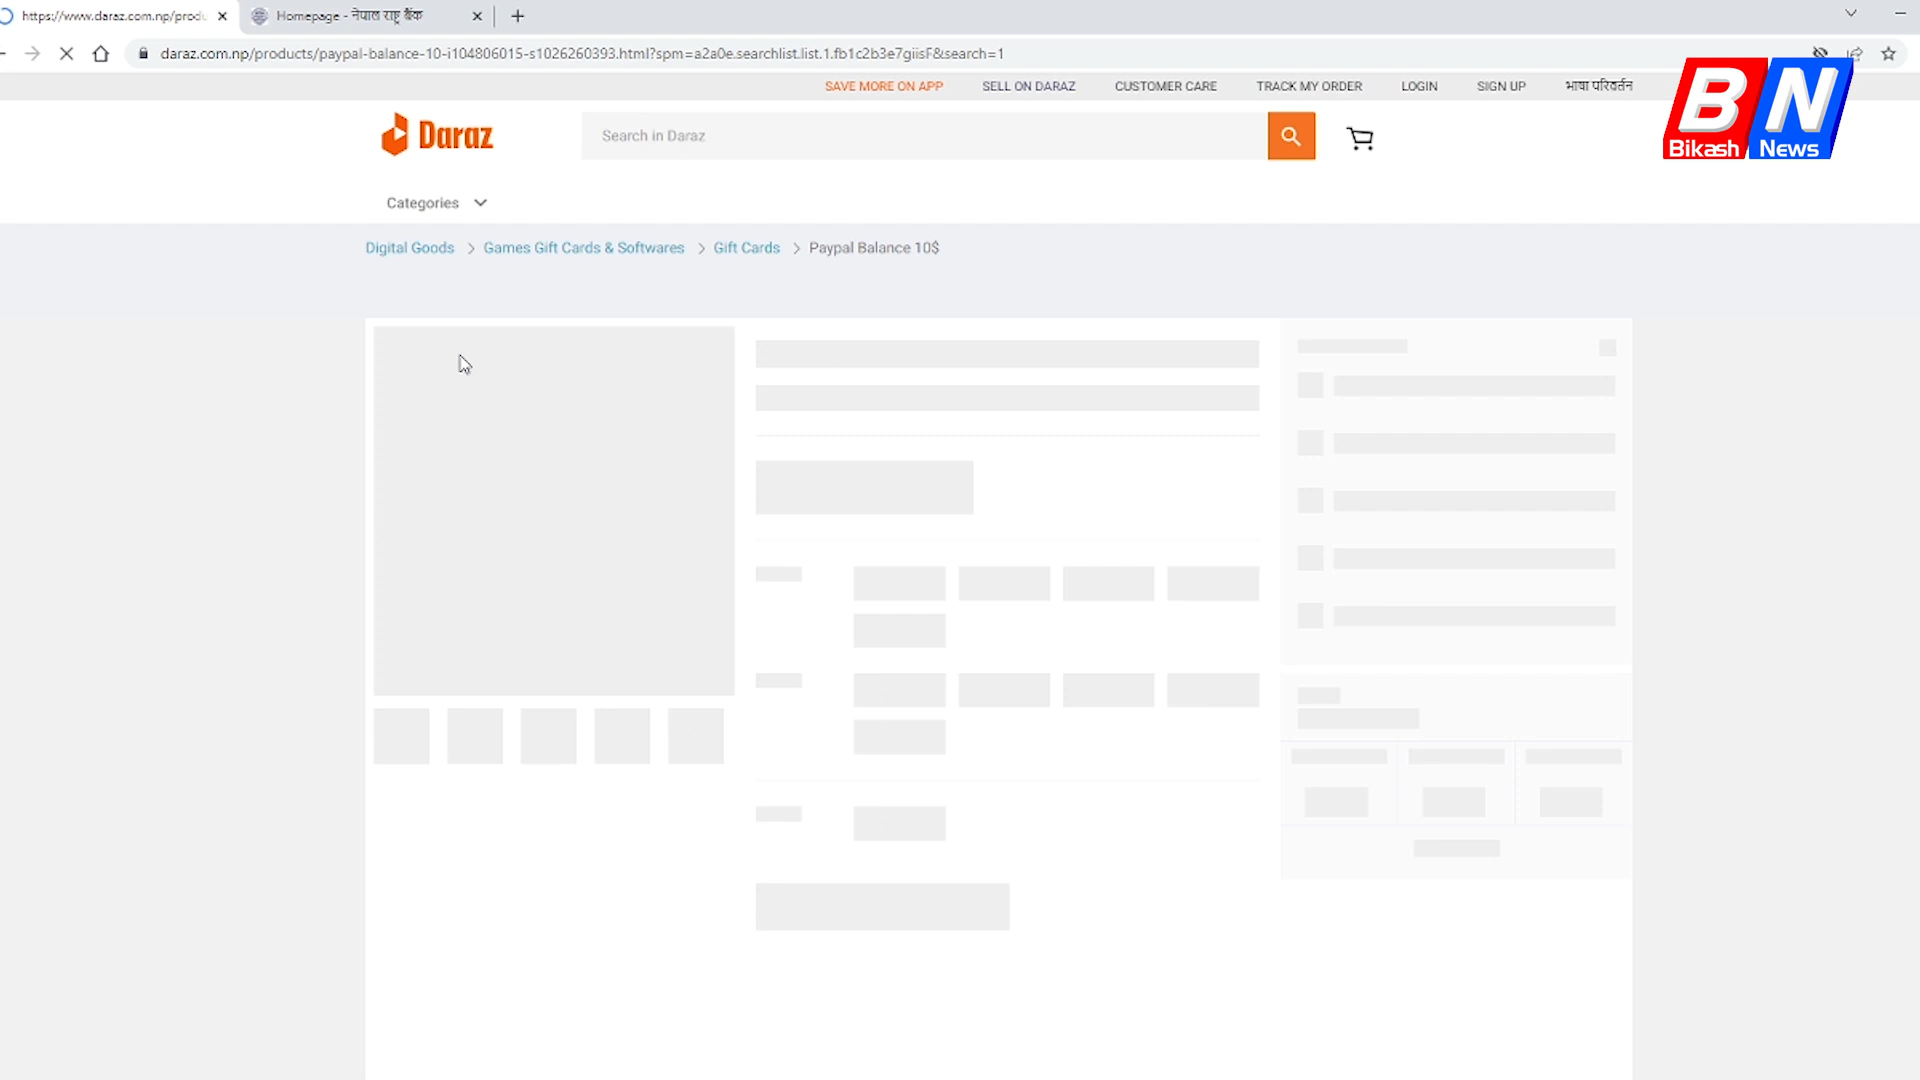 https://www.daraz.com.np/produ
Homepage - नेपाल राष्ट्र बैंक
daraz.com.np/products/paypal-balance-10-i104806015-s1026260393.html?spm=a2a0e.searchlist.list.1.fb1c2b3e7giisF&search=1
SAVE MORE ON APP
SELL ON DARAZ
CUSTOMER CARE
TRACK MY ORDER
LOGIN
SIGN UP
भाषा परिवर्तन
BN
Bikash News
Daraz
Search in Daraz
Categories
Digital Goods > Games Gift Cards & Softwares > Gift Cards > Paypal Balance 10$